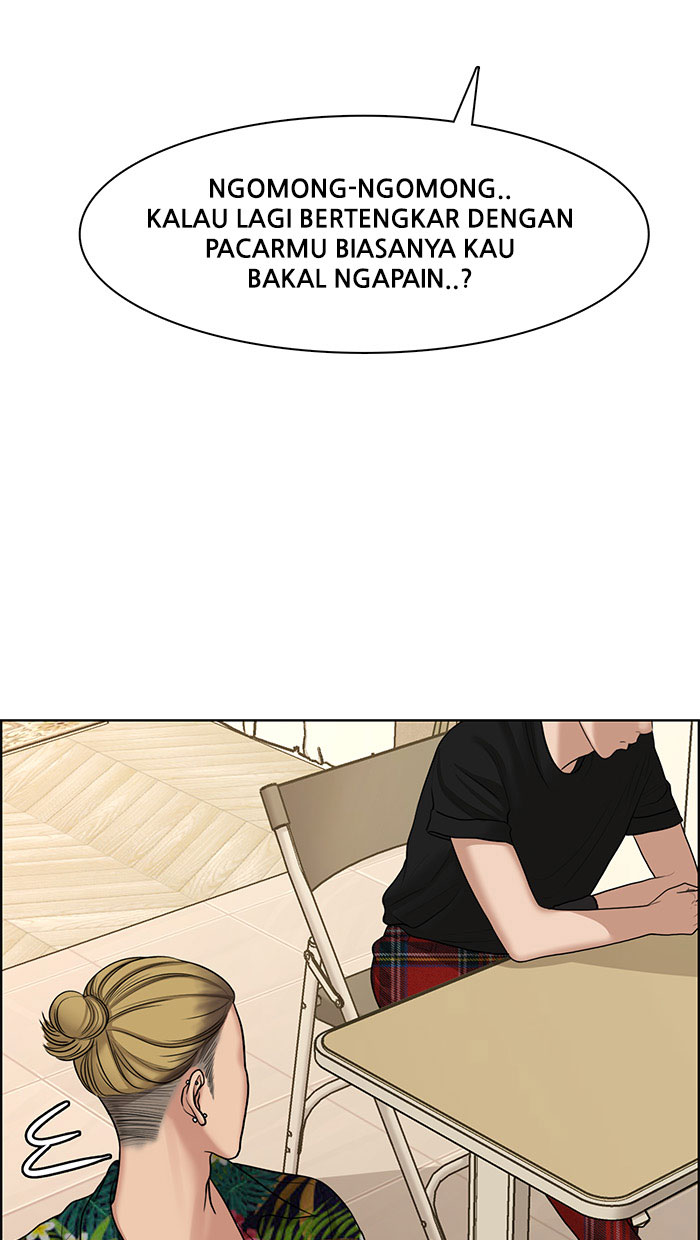 NGOMONG-NGOMONG..
KALAU LAGI BERTENGKAR DENGAN
PACARMU BIASANYA KAU
BAKAL NGAPAIN..?